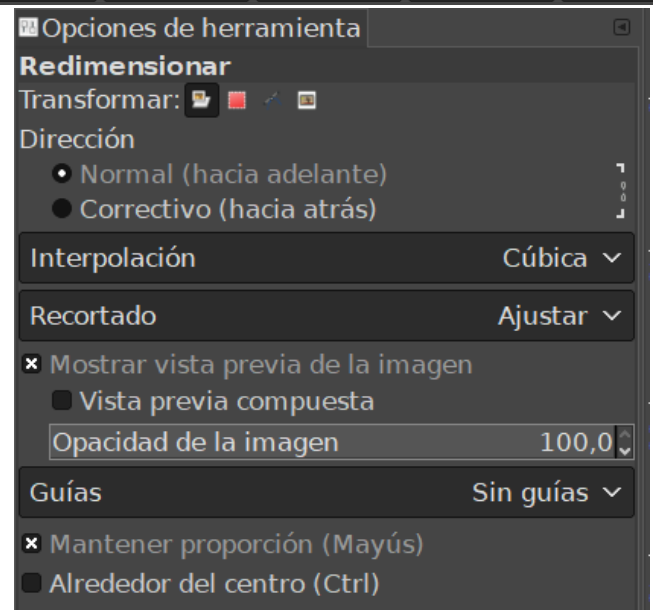 Opciones de herramienta
Redimensionar
Transformar:
Dirección
Normal (hacia adelante)
Correctivo (hacia atrás)
Interpolación Cúbica
Recortado Ajustar
Mostrar vista previa de la imagen
Vista previa compuesta
Opacidad de la imagen 100,0
Guías Sin guías
Mantener proporción (Mayús)
Alrededor del centro (Ctrl)